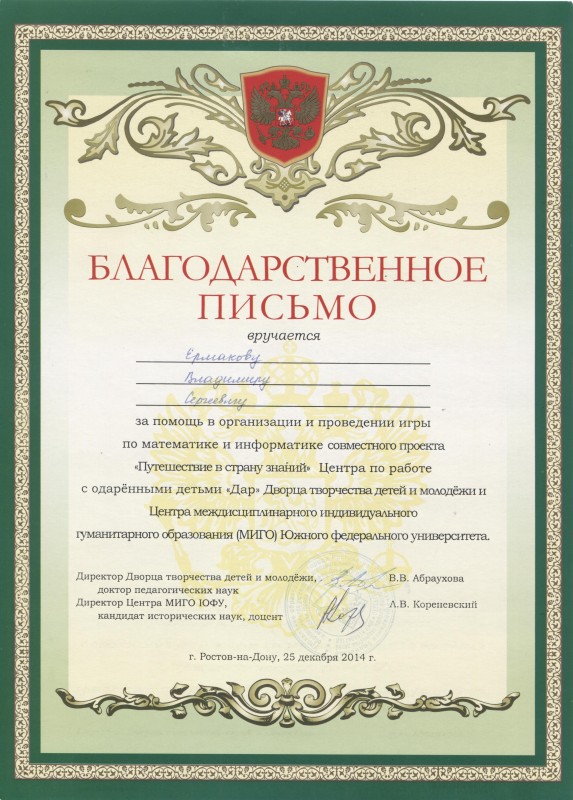 БЛАГОДАРСТВЕННОЕ
ПИСЬМО
вручается
Ермакову
Владимиру
Сергеевичу
за помощь в организации и проведении игры
по математике и информатике совместного проекта
«Путешествие в страну знаний» Центра по работе
с одарёнными детьми «Дар» Дворца творчества детей и молодёжи и
Центра междисциплинарного индивидуального
гуманитарного образования (МИГО) Южного федерального университета.
Директор Дворца творчества детей и молодёжи, В.В. Абраухова
доктор педагогических наук
Директор Центра МИГО ЮФУ, А.В. Кореневский
кандидат исторических наук, доцент
г. Ростов-на-Дону, 25 декабря 2014 г.